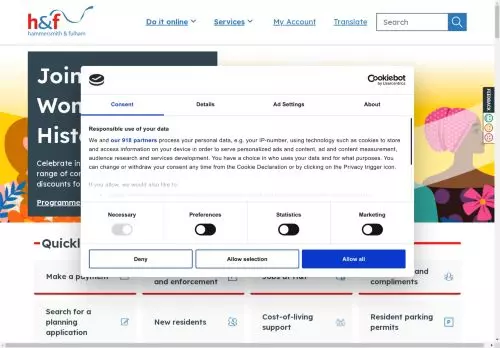 h&f
hammersmith & fulham
Do it online
Services
My Account
Translate
Search
Join
Wom
Histo
Celebrate in
range of con
discounts fo
Programme
FEEDBACK
Cookiebot
by Usercentrics
Consent
Details
Ad Settings
About
Responsible use of your data
We and our 918 partners process your personal data, e.g. your IP-number, using technology such as cookies to store
and access information on your device in order to serve personalized ads and content, ad and content measurement,
audience research and services development. You have a choice in who uses your data and for what purposes. You
can change or withdraw your consent any time from the Cookie Declaration or by clicking on the Privacy trigger icon.
If you allow, we would also like to:
Necessary
Preferences
Statistics
Marketing
Deny
Allow selection
Allow all
Quickl
Make a payment
and enforcement
Jobs at H&F
and
compliments
Search for a
planning
application
New residents
Cost-of-living
support
Resident parking
permits